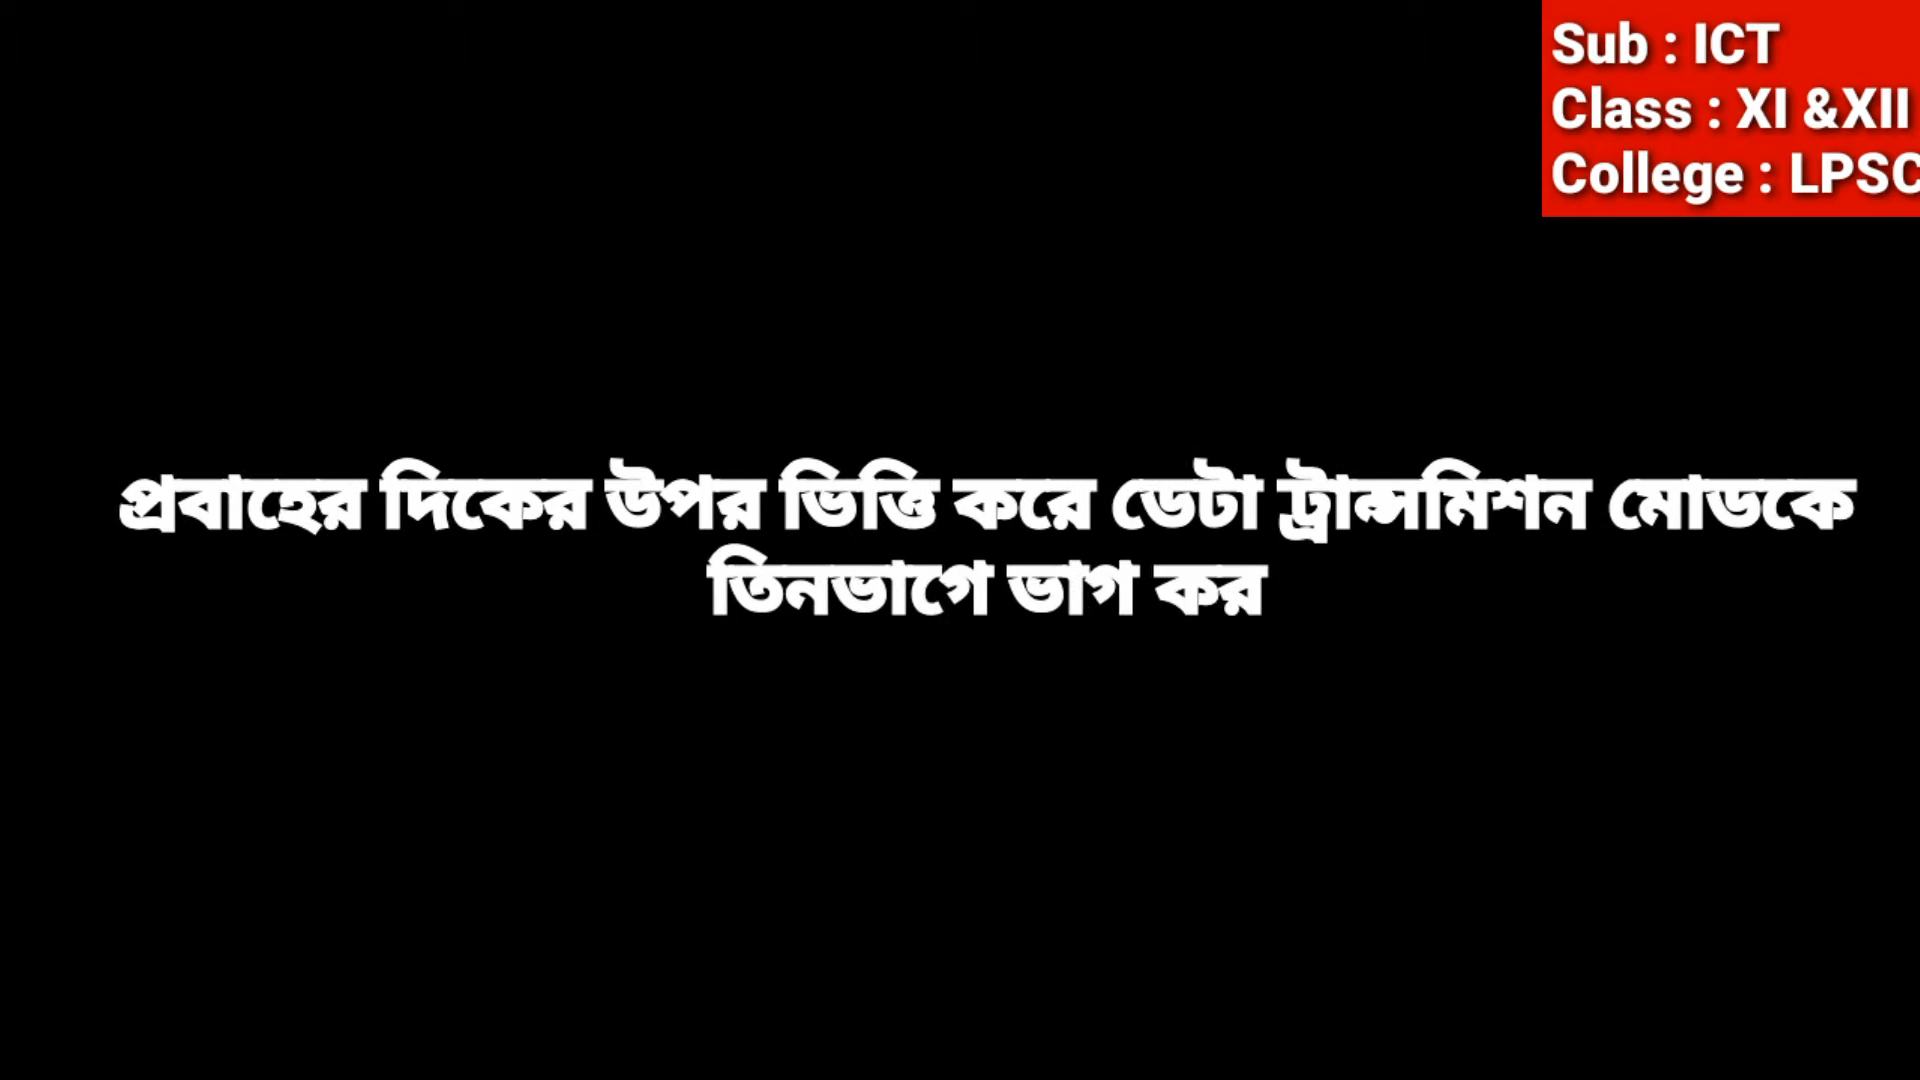 Sub : ICT
Class : XI &XII
College : LPSC
প্রবাহের দিকের উপর ভিত্তি করে ডেটা ট্রান্সমিশন মোডকে
তিনভাগে ভাগ কর